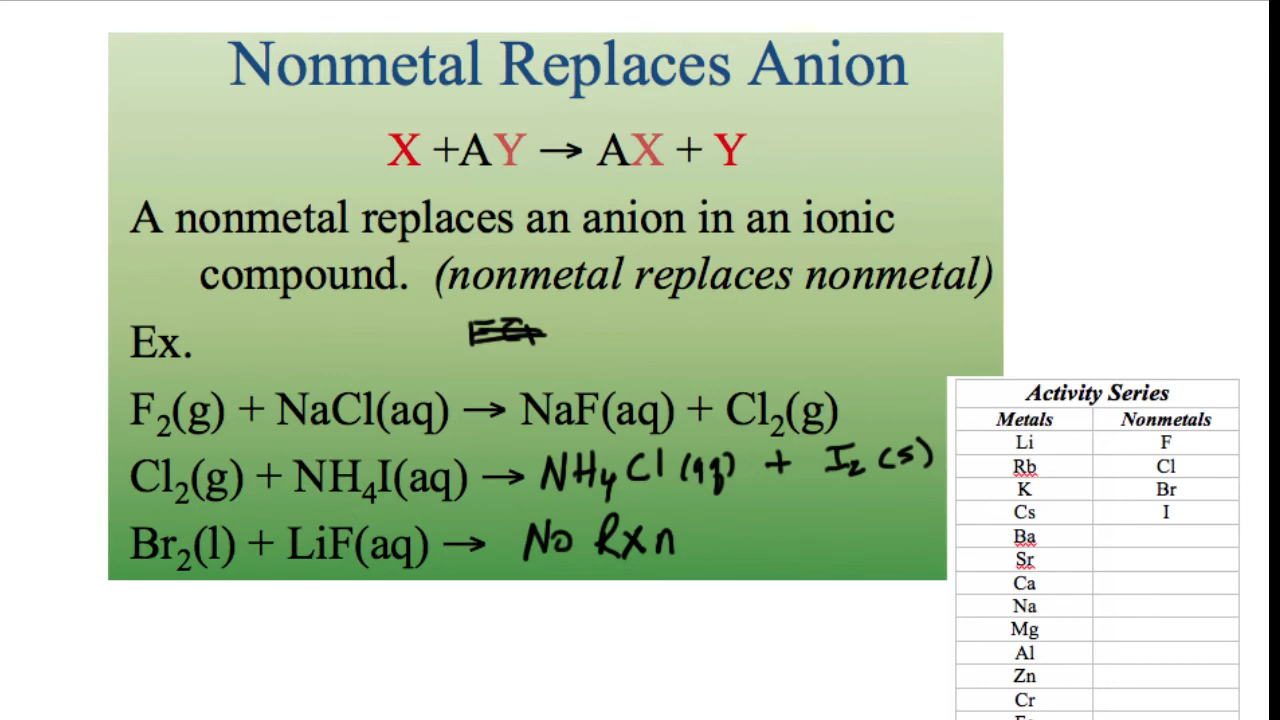 Nonmetal Replaces Anion
X +AY → AX + Y
A nonmetal replaces an anion in an ionic
compound. (nonmetal replaces nonmetal)
Ex.
F₂(g) + NaCl(aq) → NaF(aq) + Cl₂(g)
Cl₂(g) + NH₄I(aq) → NH₄Cl (aq) + I₂ (s)
Br₂(l) + LiF(aq) → No Rxn
Activity Series
Metals Nonmetals
Li F
Rb Cl
K Br
Cs I
Ba
Sr
Ca
Na
Mg
Al
Zn
Cr